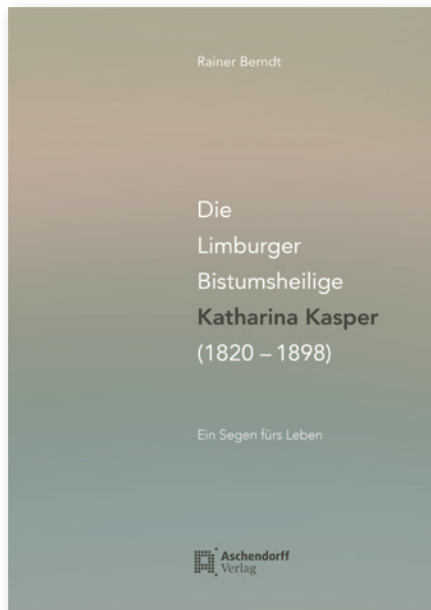 Rainer Berndt
Die
Limburger
Bistumsheilige
Katharina Kasper
(1820 – 1898)
Ein Segen fürs Leben
Aschendorff
Verlag